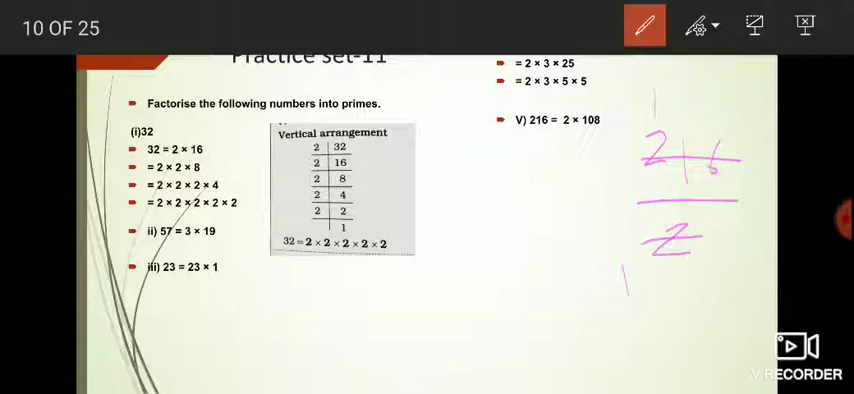 10 OF 25
Practice set-11
Factorise the following numbers into primes.
(i)32
32 = 2 × 16
= 2 × 2 × 8
= 2 × 2 × 2 × 4
= 2 × 2 × 2 × 2 × 2
ii) 57 = 3 × 19
iii) 23 = 23 × 1
Vertical arrangement
2 32
2 16
2 8
2 4
2 2
1
32 = 2 × 2 × 2 × 2 × 2
= 2 × 3 × 25
= 2 × 3 × 5 × 5
V) 216 = 2 × 108
1
216
2
1
V.RECORDER